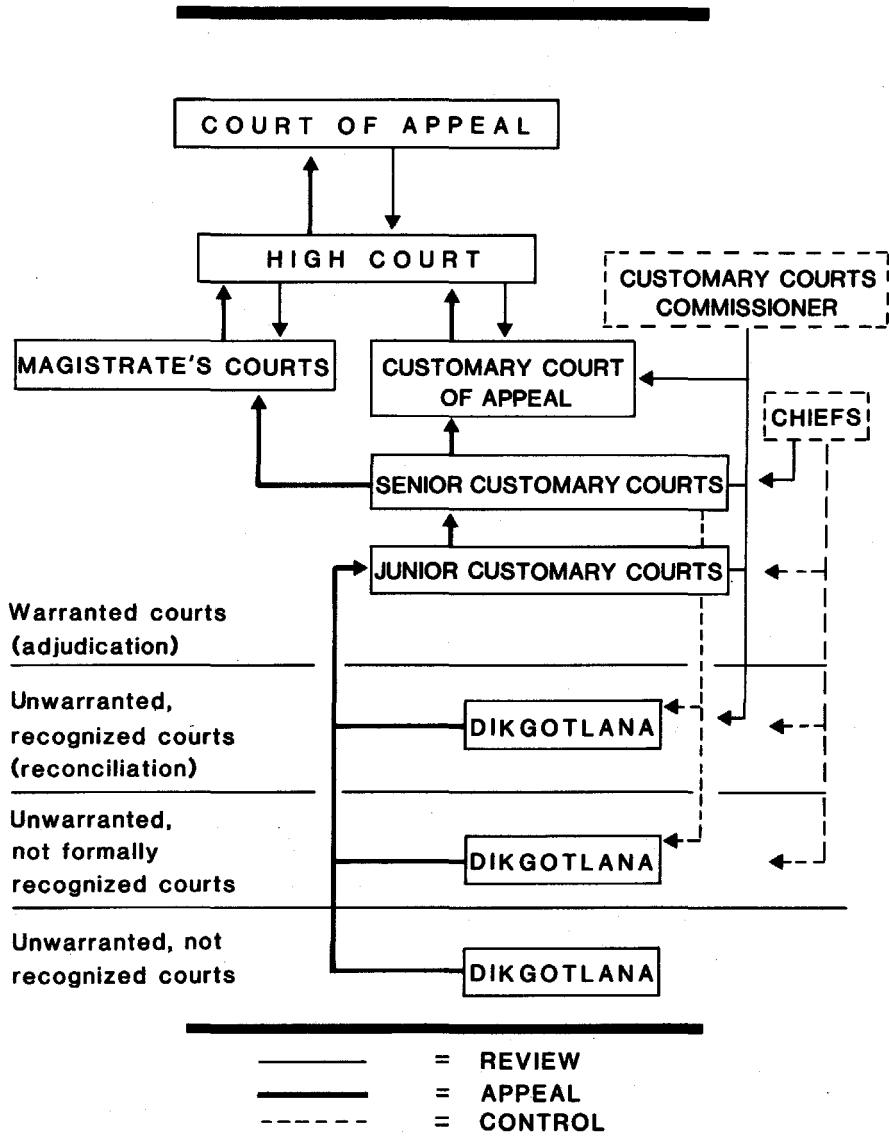 COURT OF APPEAL
HIGH COURT
CUSTOMARY COURTS
COMMISSIONER
MAGISTRATE'S COURTS
CUSTOMARY COURT
OF APPEAL
CHIEFS
SENIOR CUSTOMARY COURTS
JUNIOR CUSTOMARY COURTS
Warranted courts
(adjudication)
Unwarranted,
recognized courts
(reconciliation)
DIKGOTLANA
Unwarranted,
not formally
recognized courts
DIKGOTLANA
Unwarranted, not
recognized courts
DIKGOTLANA
= REVIEW
= APPEAL
= CONTROL